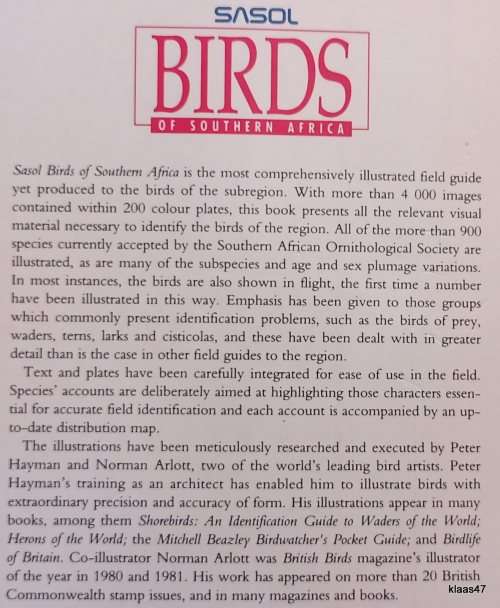 SASOL
BIRDS
OF SOUTHERN AFRICA
Sasol Birds of Southern Africa is the most comprehensively illustrated field guide
yet produced to the birds of the subregion. With more than 4 000 images
contained within 200 colour plates, this book presents all the relevant visual
material necessary to identify the birds of the region. All of the more than 900
species currently accepted by the Southern African Ornithological Society are
illustrated, as are many of the subspecies and age and sex plumage variations.
In most instances, the birds are also shown in flight, the first time a number
have been illustrated in this way. Emphasis has been given to those groups
which commonly present identification problems, such as the birds of prey,
waders, terns, larks and cisticolas, and these have been dealt with in greater
detail than is the case in other field guides to the region.
Text and plates have been carefully integrated for ease of use in the field.
Species' accounts are deliberately aimed at highlighting those characters essen-
tial for accurate field identification and each account is accompanied by an up-
to-date distribution map.
The illustrations have been meticulously researched and executed by Peter
Hayman and Norman Arlott, two of the world's leading bird artists. Peter
Hayman's training as an architect has enabled him to illustrate birds with
extraordinary precision and accuracy of form. His illustrations appear in many
books, among them Shorebirds: An Identification Guide to Waders of the World;
Herons of the World; the Mitchell Beazley Birdwatcher's Pocket Guide; and Birdlife
of Britain. Co-illustrator Norman Arlott was British Birds magazine's illustrator
of the year in 1980 and 1981. His work has appeared on more than 20 British
Commonwealth stamp issues, and in many magazines and books.
klaas47